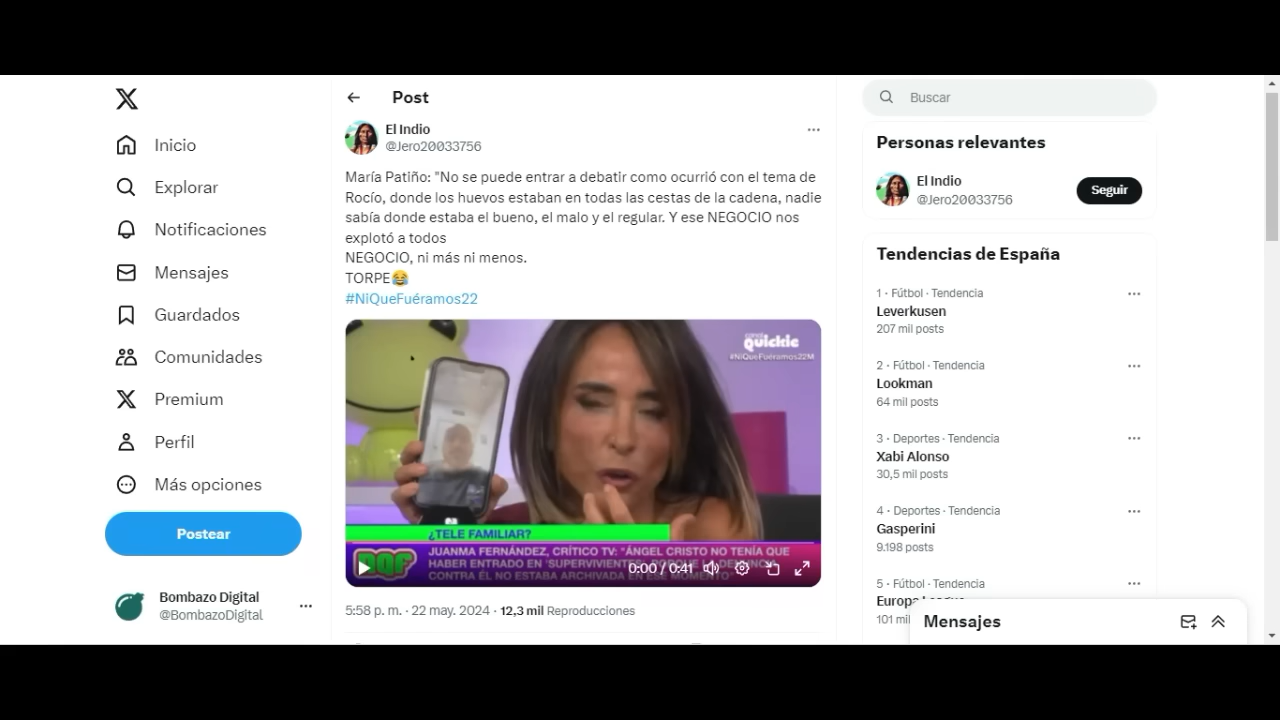 Post
Buscar
Inicio
Explorar
Notificaciones
Mensajes
Guardados
Comunidades
Premium
Perfil
Más opciones
Postear
Bombazo Digital
@BombazoDigital
El Indio
@Jero20033756
María Patiño: "No se puede entrar a debatir como ocurrió con el tema de
Rocío, donde los huevos estaban en todas las cestas de la cadena, nadie
sabía donde estaba el bueno, el malo y el regular. Y ese NEGOCIO nos
explotó a todos
NEGOCIO, ni más ni menos.
TORPE😂
#NiQueFuéramos22
canal
quickie
#NiQueFuéramos22M
¿TELE FAMILIAR?
NQF
JUANMA FERNÁNDEZ, CRÍTICO TV: "ÁNGEL CRISTO NO TENÍA QUE
HABER ENTRADO EN 'SUPERVIVIENTES'
CONTRA ÉL NO ESTABA ARCHIVADA EN ESE MOMENTO"
0:00 / 0:41
5:58 p. m. · 22 may. 2024 · 12,3 mil Reproducciones
Personas relevantes
El Indio
@Jero20033756
Seguir
Tendencias de España
1 · Fútbol · Tendencia
Leverkusen
207 mil posts
2 · Fútbol · Tendencia
Lookman
64 mil posts
3 · Deportes · Tendencia
Xabi Alonso
30,5 mil posts
4 · Deportes · Tendencia
Gasperini
9.198 posts
5 · Fútbol · Tendencia
Europa League
101 mil
Mensajes